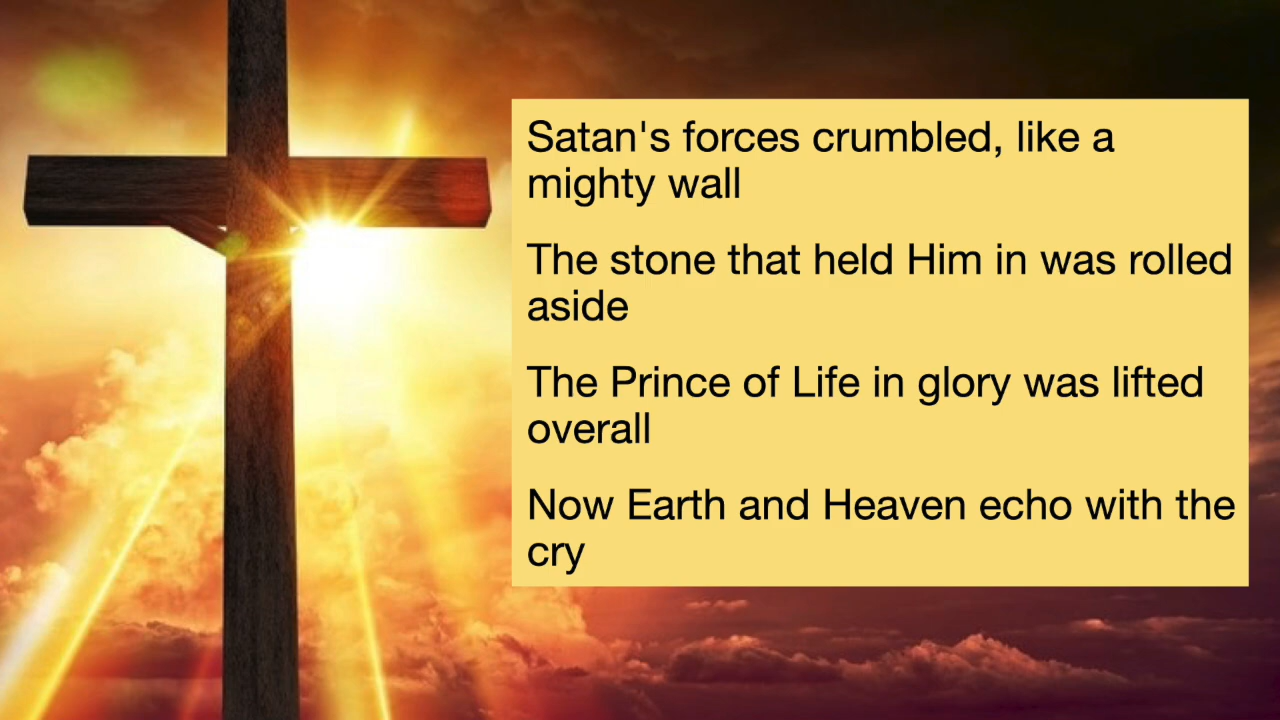 Satan's forces crumbled, like a
mighty wall
The stone that held Him in was rolled
aside
The Prince of Life in glory was lifted
overall
Now Earth and Heaven echo with the
cry